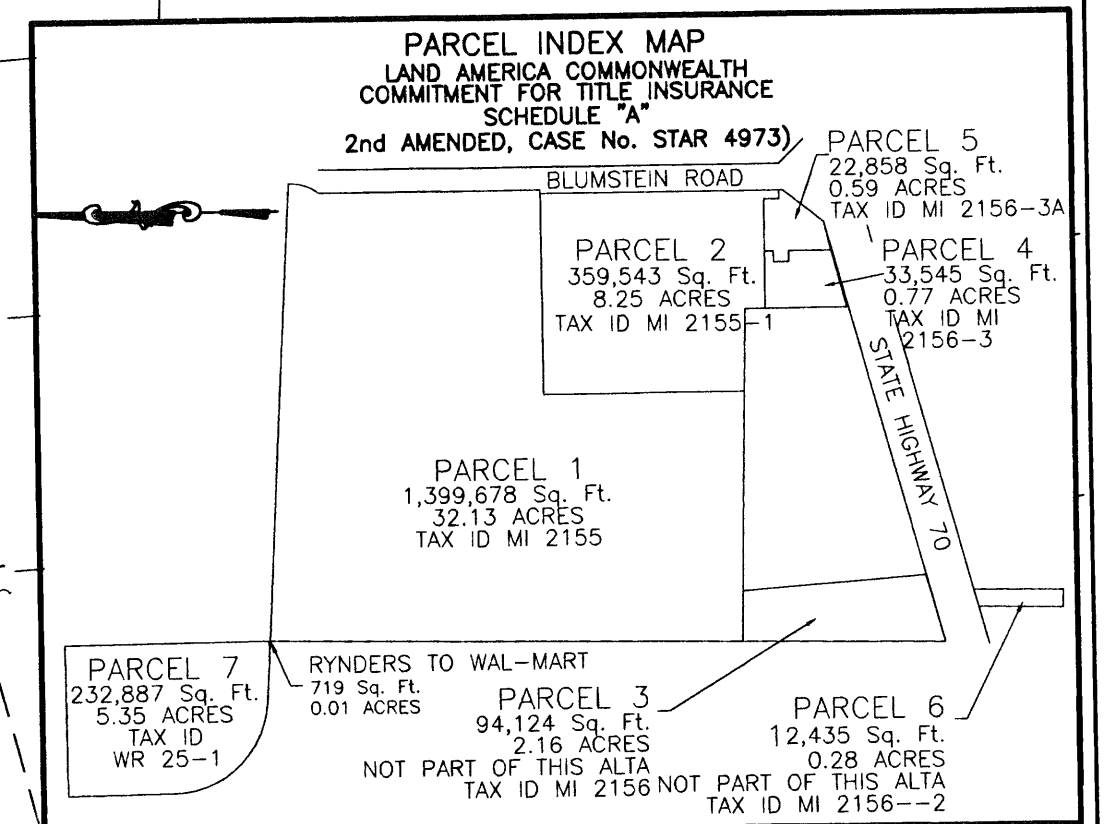 PARCEL INDEX MAP
LAND AMERICA COMMONWEALTH
COMMITMENT FOR TITLE INSURANCE
SCHEDULE "A"
2nd AMENDED, CASE No. STAR 4973)
BLUMSTEIN ROAD
PARCEL 5
22,858 Sq. Ft.
0.59 ACRES
TAX ID MI 2156-3A
PARCEL 2
359,543 Sq. Ft.
8.25 ACRES
TAX ID MI 2155-1
PARCEL 4
33,545 Sq. Ft.
0.77 ACRES
TAX ID MI
2156-3
STATE HIGHWAY 70
PARCEL 1
1,399,678 Sq. Ft.
32.13 ACRES
TAX ID MI 2155
PARCEL 7
232,887 Sq. Ft.
5.35 ACRES
TAX ID
WR 25-1
RYNDERS TO WAL-MART
719 Sq. Ft.
0.01 ACRES
PARCEL 3
94,124 Sq. Ft.
2.16 ACRES
NOT PART OF THIS ALTA
TAX ID MI 2156
PARCEL 6
12,435 Sq. Ft.
0.28 ACRES
NOT PART OF THIS ALTA
TAX ID MI 2156--2